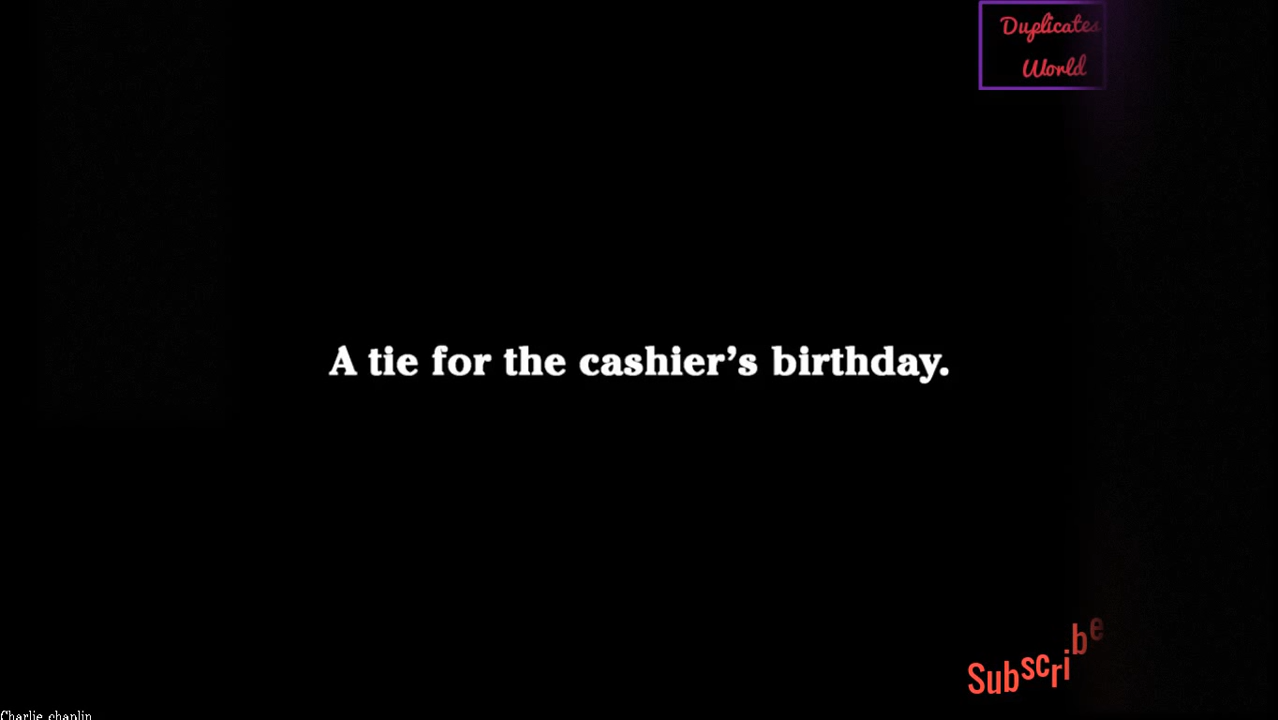 Duplicates
World
A tie for the cashier’s birthday.
Subscribe
Charlie chaplin